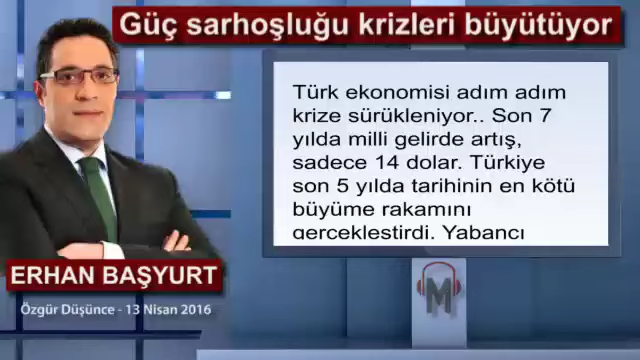 Güç sarhoşluğu krizleri büyütüyor
Türk ekonomisi adım adım
krize sürükleniyor.. Son 7
yılda milli gelirde artış,
sadece 14 dolar. Türkiye
son 5 yılda tarihinin en kötü
büyüme rakamını
gerçekleştirdi. Yabancı
ERHAN BAŞYURT
Özgür Düşünce - 13 Nisan 2016
M